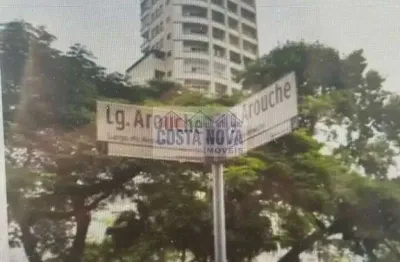 Lg. Arouche
Arouche
COSTA NOVA
IMÓVEIS